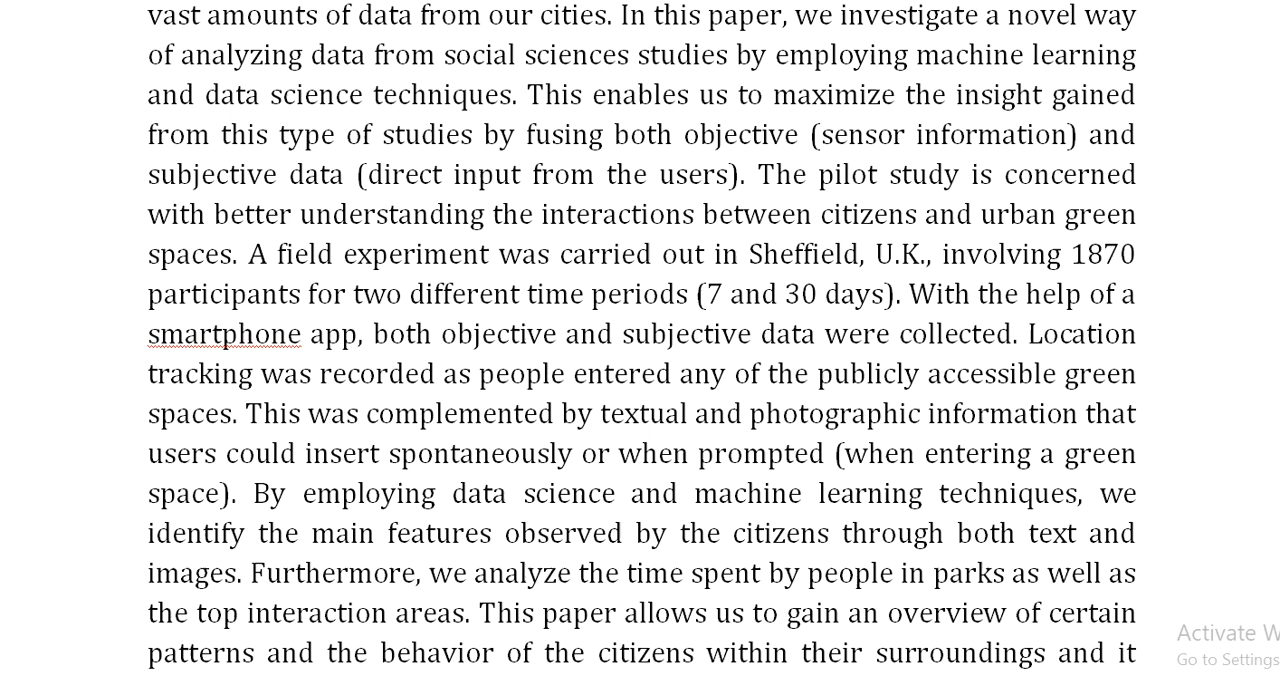 vast amounts of data from our cities. In this paper, we investigate a novel way
of analyzing data from social sciences studies by employing machine learning
and data science techniques. This enables us to maximize the insight gained
from this type of studies by fusing both objective (sensor information) and
subjective data (direct input from the users). The pilot study is concerned
with better understanding the interactions between citizens and urban green
spaces. A field experiment was carried out in Sheffield, U.K., involving 1870
participants for two different time periods (7 and 30 days). With the help of a
smartphone app, both objective and subjective data were collected. Location
tracking was recorded as people entered any of the publicly accessible green
spaces. This was complemented by textual and photographic information that
users could insert spontaneously or when prompted (when entering a green
space). By employing data science and machine learning techniques, we
identify the main features observed by the citizens through both text and
images. Furthermore, we analyze the time spent by people in parks as well as
the top interaction areas. This paper allows us to gain an overview of certain
patterns and the behavior of the citizens within their surroundings and it
Activate W
Go to Settings